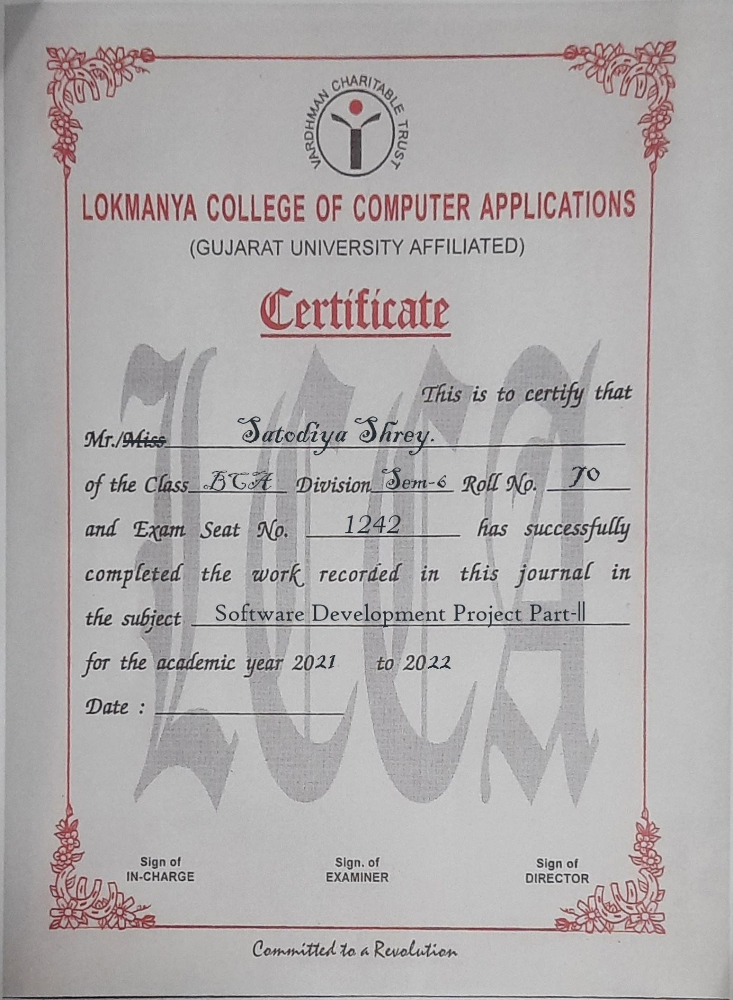 VARDHMAN CHARITABLE TRUST
LOKMANYA COLLEGE OF COMPUTER APPLICATIONS
(GUJARAT UNIVERSITY AFFILIATED)
Certificate
LCCA
This is to certify that
Mr./Miss Satodiya Shrey.
of the Class BCA Division Sem-6 Roll No. 70
and Exam Seat No. 1242 has successfully
completed the work recorded in this journal in
the subject Software Development Project Part-II
for the academic year 2021 to 2022
Date :
Sign of Sign. of Sign of
IN-CHARGE EXAMINER DIRECTOR
Committed to a Revolution